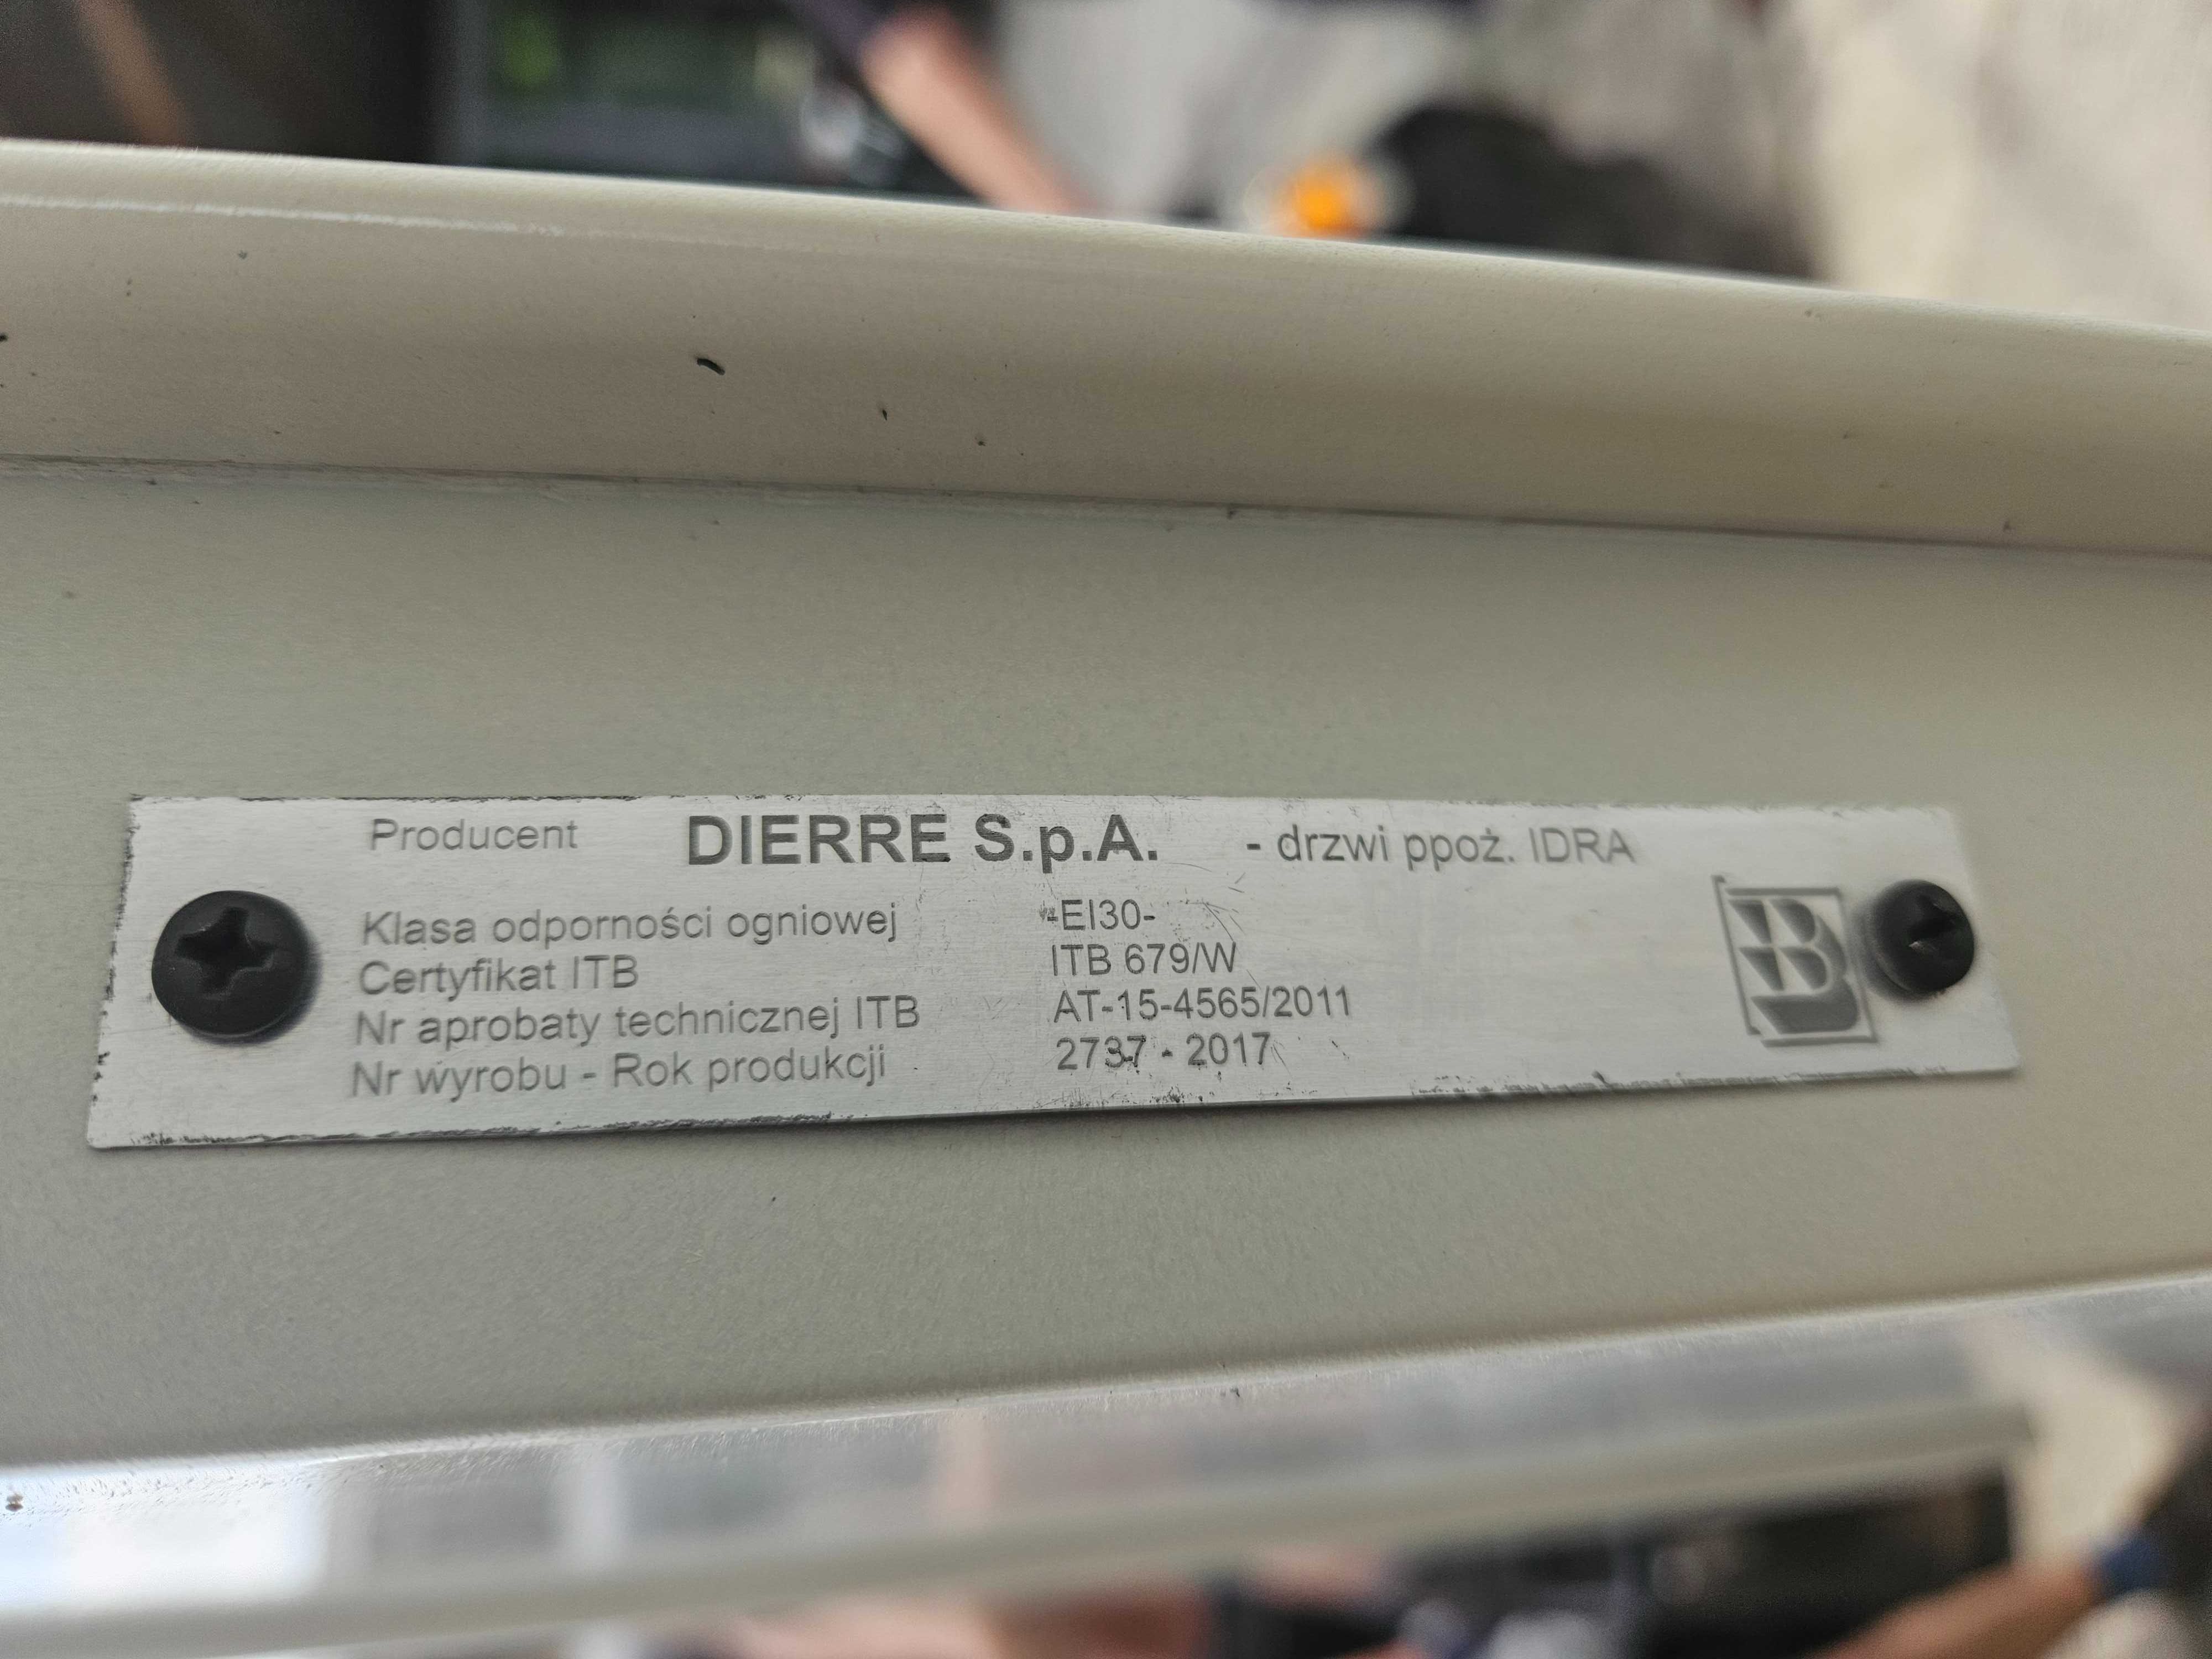 Producent DIERRE S.p.A. - drzwi ppoż. IDRA
Klasa odporności ogniowej -EI30-
Certyfikat ITB ITB 679/W
Nr aprobaty technicznej ITB AT-15-4565/2011
Nr wyrobu - Rok produkcji 2737 - 2017
B